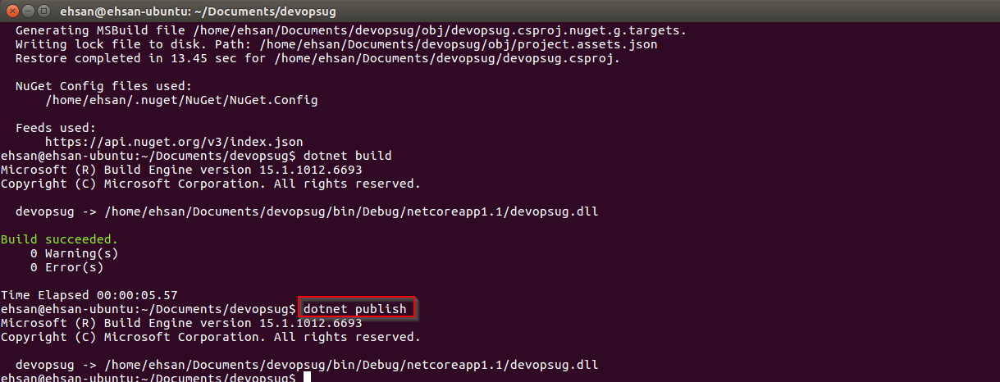 ehsan@ehsan-ubuntu: ~/Documents/devopsug
Generating MSBuild file /home/ehsan/Documents/devopsug/obj/devopsug.csproj.nuget.g.targets.
Writing lock file to disk. Path: /home/ehsan/Documents/devopsug/obj/project.assets.json
Restore completed in 13.45 sec for /home/ehsan/Documents/devopsug/devopsug.csproj.
NuGet Config files used:
/home/ehsan/.nuget/NuGet/NuGet.Config
Feeds used:
https://api.nuget.org/v3/index.json
ehsan@ehsan-ubuntu:~/Documents/devopsug$ dotnet build
Microsoft (R) Build Engine version 15.1.1012.6693
Copyright (C) Microsoft Corporation. All rights reserved.
devopsug -> /home/ehsan/Documents/devopsug/bin/Debug/netcoreapp1.1/devopsug.dll
Build succeeded.
0 Warning(s)
0 Error(s)
Time Elapsed 00:00:05.57
ehsan@ehsan-ubuntu:~/Documents/devopsug$ dotnet publish
Microsoft (R) Build Engine version 15.1.1012.6693
Copyright (C) Microsoft Corporation. All rights reserved.
devopsug -> /home/ehsan/Documents/devopsug/bin/Debug/netcoreapp1.1/devopsug.dll
ehsan@ehsan-ubuntu:~/Documents/devopsug$